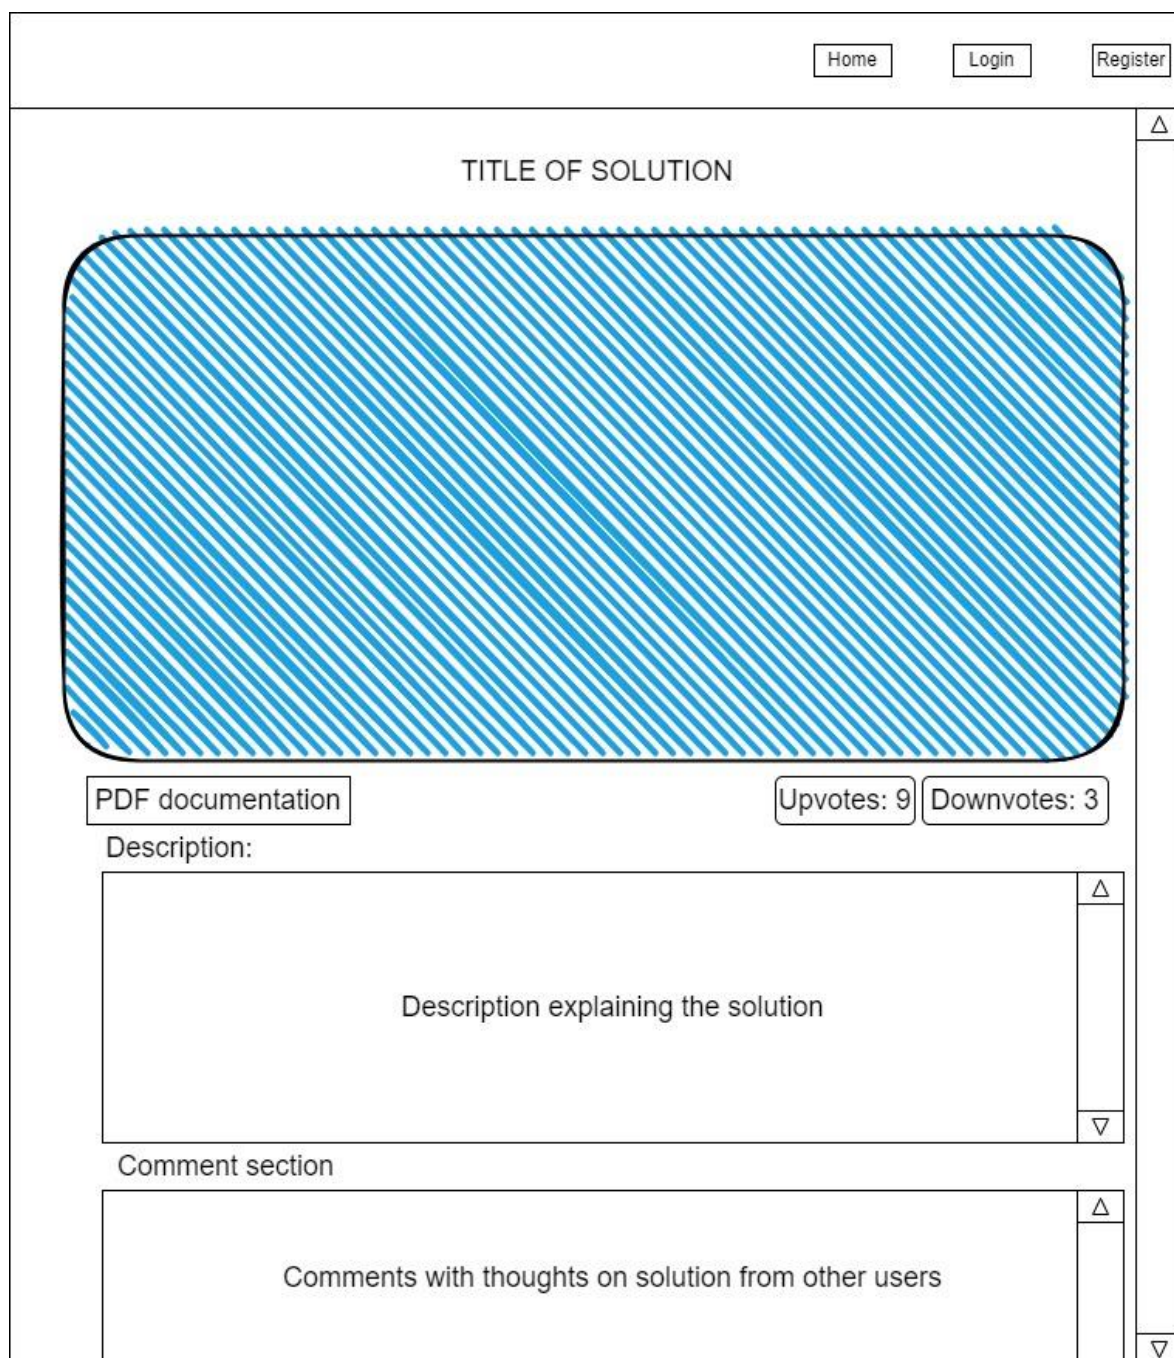 Home Login Register
TITLE OF SOLUTION
PDF documentation Upvotes: 9 Downvotes: 3
Description:
Description explaining the solution
Comment section
Comments with thoughts on solution from other users